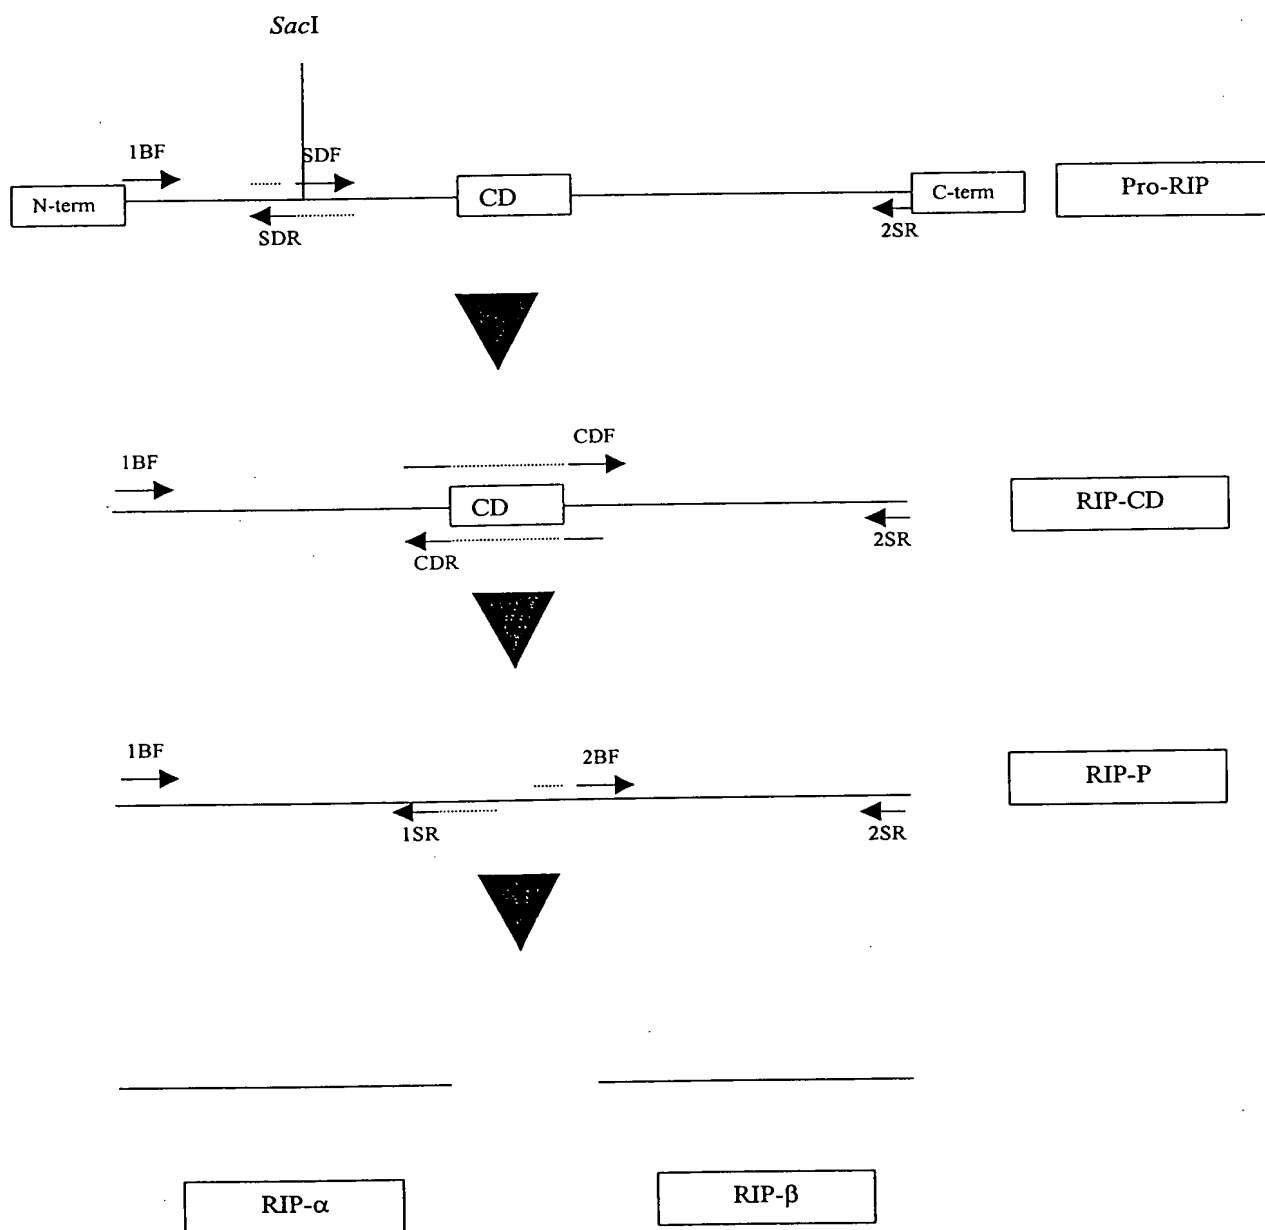 SacI
1BF
SDF
N-term
CD
C-term
Pro-RIP
SDR
2SR
CDF
1BF
CD
RIP-CD
CDR
2SR
1BF
2BF
RIP-P
1SR
2SR
RIP-α
RIP-β